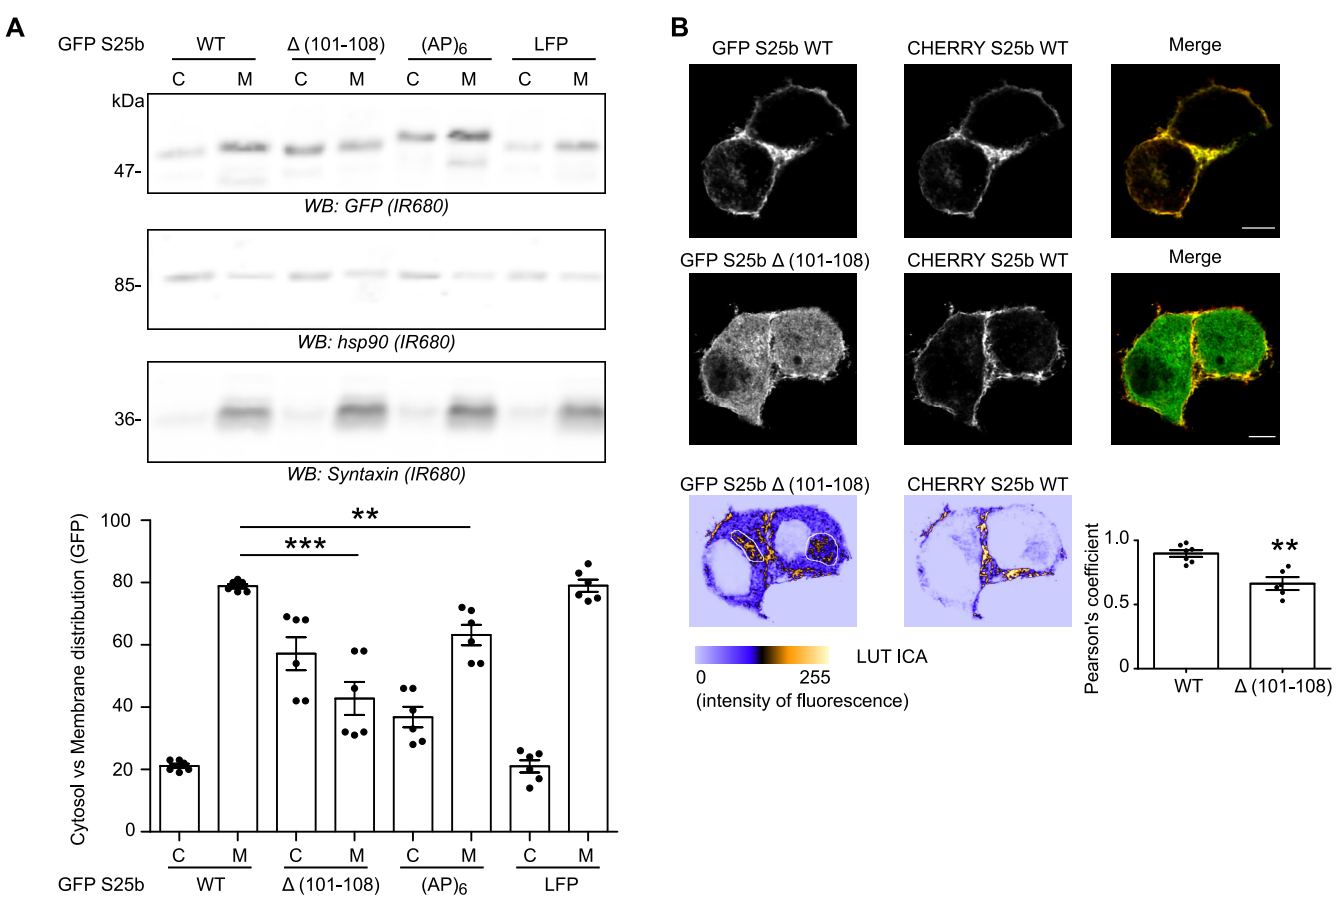 A
GFP S25b WT Δ (101-108) (AP)6 LFP
C M C M C M C M
kDa
47-
WB: GFP (IR680)
85-
WB: hsp90 (IR680)
36-
WB: Syntaxin (IR680)
Cytosol vs Membrane distribution (GFP)
100
80
60
40
20
0
**
***
C M C M C M C M
GFP S25b WT Δ (101-108) (AP)6 LFP
B
GFP S25b WT CHERRY S25b WT Merge
GFP S25b Δ (101-108) CHERRY S25b WT Merge
GFP S25b Δ (101-108) CHERRY S25b WT
LUT ICA
0 255
(intensity of fluorescence)
Pearson's coefficient
1.0
0.5
0
**
WT Δ (101-108)